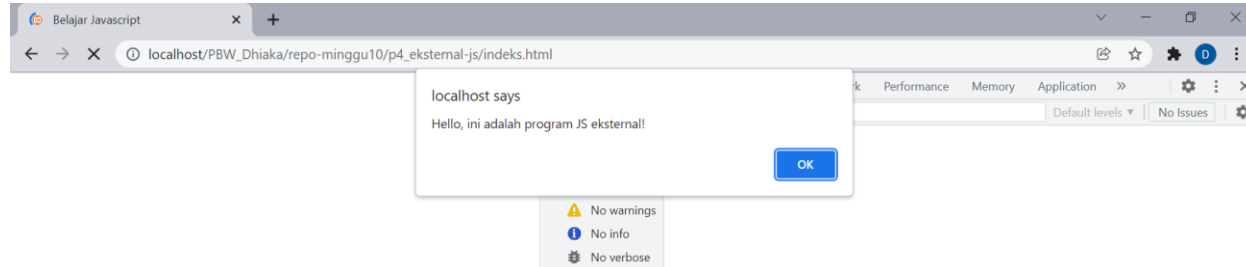 Belajar Javascript
localhost/PBW_Dhiaka/repo-minggu10/p4_eksternal-js/indeks.html
D
localhost says
Hello, ini adalah program JS eksternal!
OK
Performance Memory Application
Default levels No Issues
No warnings
No info
No verbose